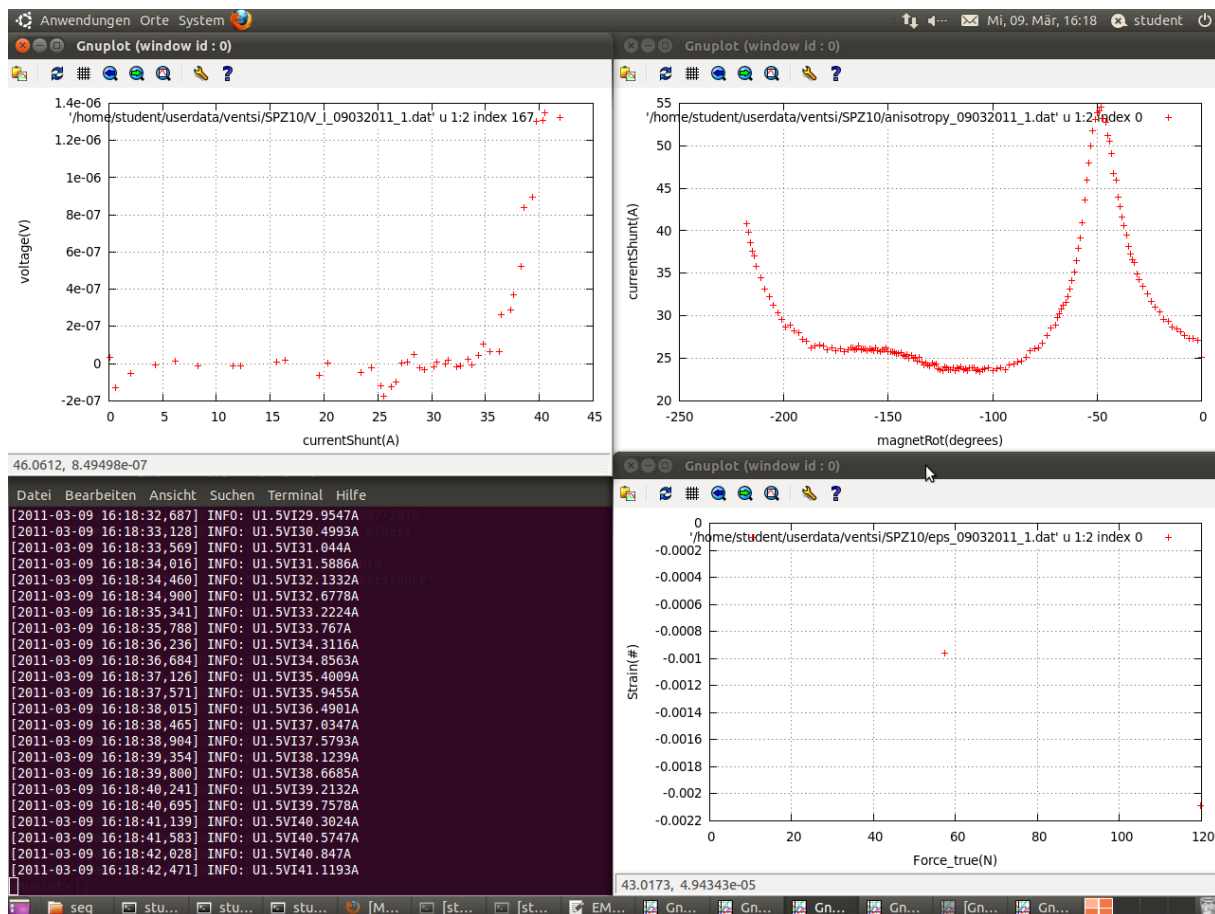 Anwendungen Orte System
Mi, 09. Mär, 16:18 student
Gnuplot (window id : 0)
1.4e-06
1.2e-06
1e-06
8e-07
6e-07
4e-07
2e-07
0
-2e-07
voltage(V)
'/home/student/userdata/ventsi/SPZ10/V_I_09032011_1.dat' u 1:2 index 167
0 5 10 15 20 25 30 35 40 45
currentShunt(A)
46.0612, 8.49498e-07
Gnuplot (window id : 0)
55
50
45
40
35
30
25
20
currentShunt(A)
'/home/student/userdata/ventsi/SPZ10/anisotropy_09032011_1.dat' u 1:2 index 0
-250 -200 -150 -100 -50 0
magnetRot(degrees)
Datei Bearbeiten Ansicht Suchen Terminal Hilfe
[2011-03-09 16:18:32,687] INFO: U1.5VI29.9547A
[2011-03-09 16:18:33,128] INFO: U1.5VI30.4993A
[2011-03-09 16:18:33,569] INFO: U1.5VI31.044A
[2011-03-09 16:18:34,016] INFO: U1.5VI31.5886A
[2011-03-09 16:18:34,460] INFO: U1.5VI32.1332A
[2011-03-09 16:18:34,900] INFO: U1.5VI32.6778A
[2011-03-09 16:18:35,341] INFO: U1.5VI33.2224A
[2011-03-09 16:18:35,788] INFO: U1.5VI33.767A
[2011-03-09 16:18:36,236] INFO: U1.5VI34.3116A
[2011-03-09 16:18:36,684] INFO: U1.5VI34.8563A
[2011-03-09 16:18:37,126] INFO: U1.5VI35.4009A
[2011-03-09 16:18:37,571] INFO: U1.5VI35.9455A
[2011-03-09 16:18:38,015] INFO: U1.5VI36.4901A
[2011-03-09 16:18:38,465] INFO: U1.5VI37.0347A
[2011-03-09 16:18:38,904] INFO: U1.5VI37.5793A
[2011-03-09 16:18:39,354] INFO: U1.5VI38.1239A
[2011-03-09 16:18:39,800] INFO: U1.5VI38.6685A
[2011-03-09 16:18:40,241] INFO: U1.5VI39.2132A
[2011-03-09 16:18:40,695] INFO: U1.5VI39.7578A
[2011-03-09 16:18:41,139] INFO: U1.5VI40.3024A
[2011-03-09 16:18:41,583] INFO: U1.5VI40.5747A
[2011-03-09 16:18:42,028] INFO: U1.5VI40.847A
[2011-03-09 16:18:42,471] INFO: U1.5VI41.1193A
Gnuplot (window id : 0)
0
-0.0002
-0.0004
-0.0006
-0.0008
-0.001
-0.0012
-0.0014
-0.0016
-0.0018
-0.002
-0.0022
Strain(#)
'/home/student/userdata/ventsi/SPZ10/eps_09032011_1.dat' u 1:2 index 0
0 20 40 60 80 100 120
Force_true(N)
43.0173, 4.94343e-05
seq stu... stu... stu... [M... [st... [st... EM... Gn... Gn... Gn... Gn... [Gn... Gn...